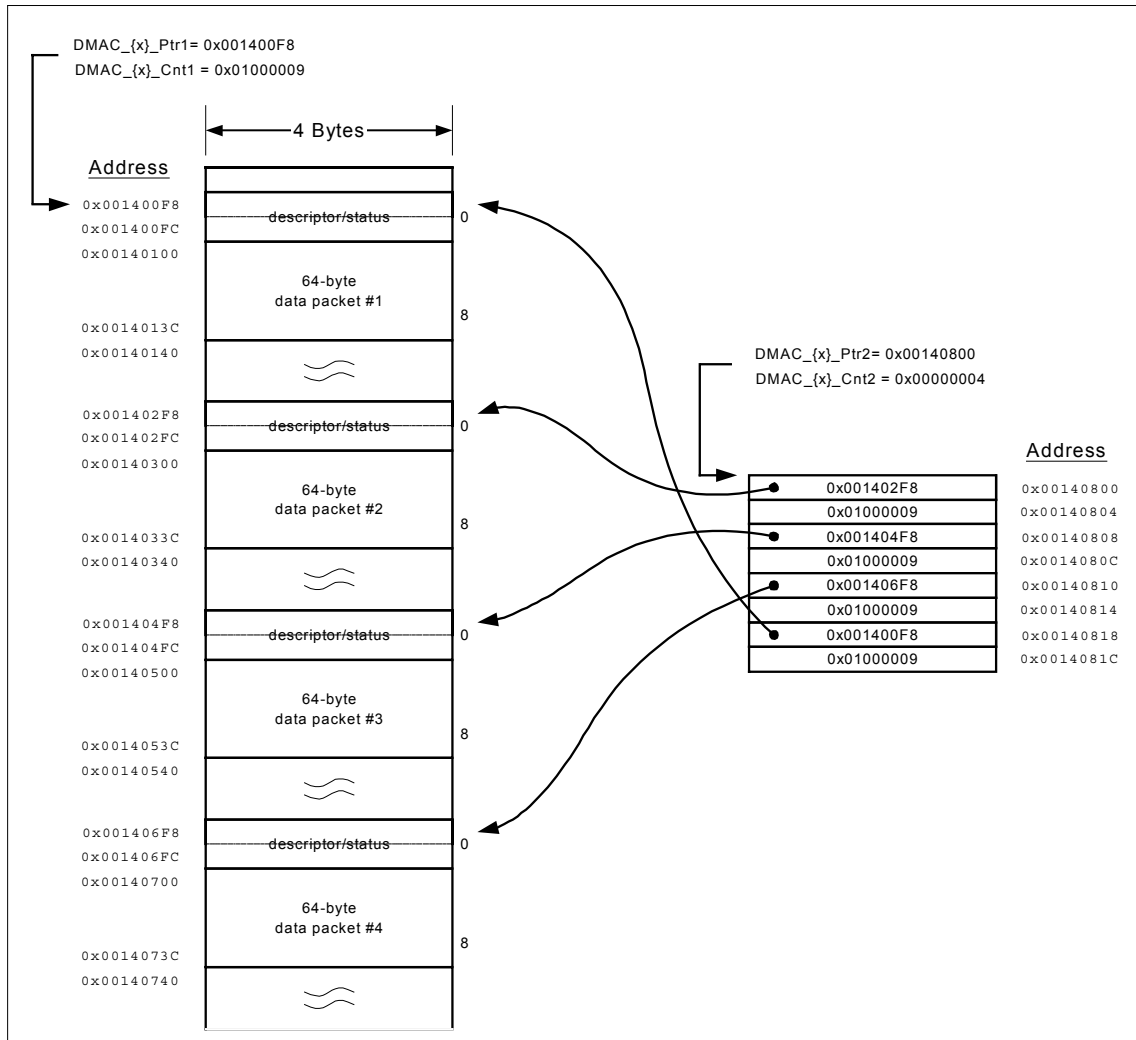 DMAC_{x}_Ptr1= 0x001400F8
DMAC_{x}_Cnt1 = 0x01000009
4 Bytes
Address
0x001400F8
descriptor/status
0
0x001400FC
0x00140100
64-byte
data packet #1
8
0x0014013C
0x00140140
0x001402F8
descriptor/status
0
0x001402FC
0x00140300
64-byte
data packet #2
8
0x0014033C
0x00140340
0x001404F8
descriptor/status
0
0x001404FC
0x00140500
64-byte
data packet #3
8
0x0014053C
0x00140540
0x001406F8
descriptor/status
0
0x001406FC
0x00140700
64-byte
data packet #4
8
0x0014073C
0x00140740
DMAC_{x}_Ptr2= 0x00140800
DMAC_{x}_Cnt2 = 0x00000004
Address
0x001402F8 0x00140800
0x01000009 0x00140804
0x001404F8 0x00140808
0x01000009 0x0014080C
0x001406F8 0x00140810
0x01000009 0x00140814
0x001400F8 0x00140818
0x01000009 0x0014081C